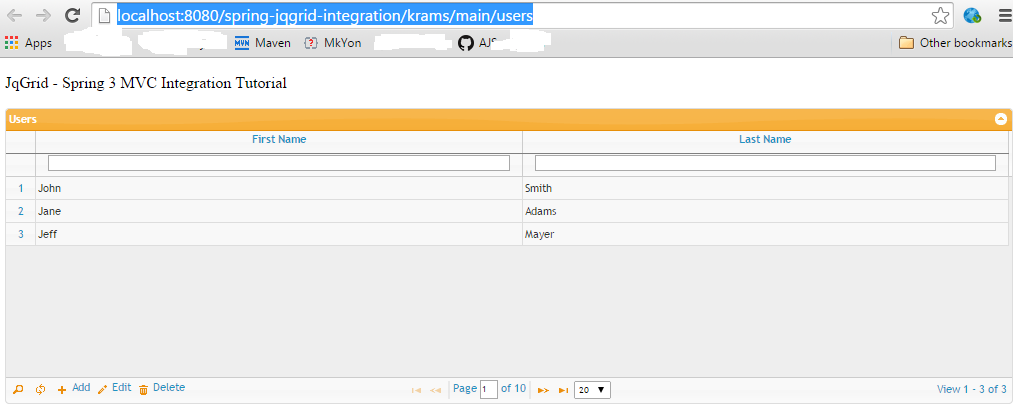 localhost:8080/spring-jqgrid-integration/krams/main/users
Apps Maven MkYon AJS Other bookmarks
JqGrid - Spring 3 MVC Integration Tutorial
Users
First Name Last Name
1 John Smith
2 Jane Adams
3 Jeff Mayer
Add Edit Delete Page 1 of 10 20 View 1 - 3 of 3